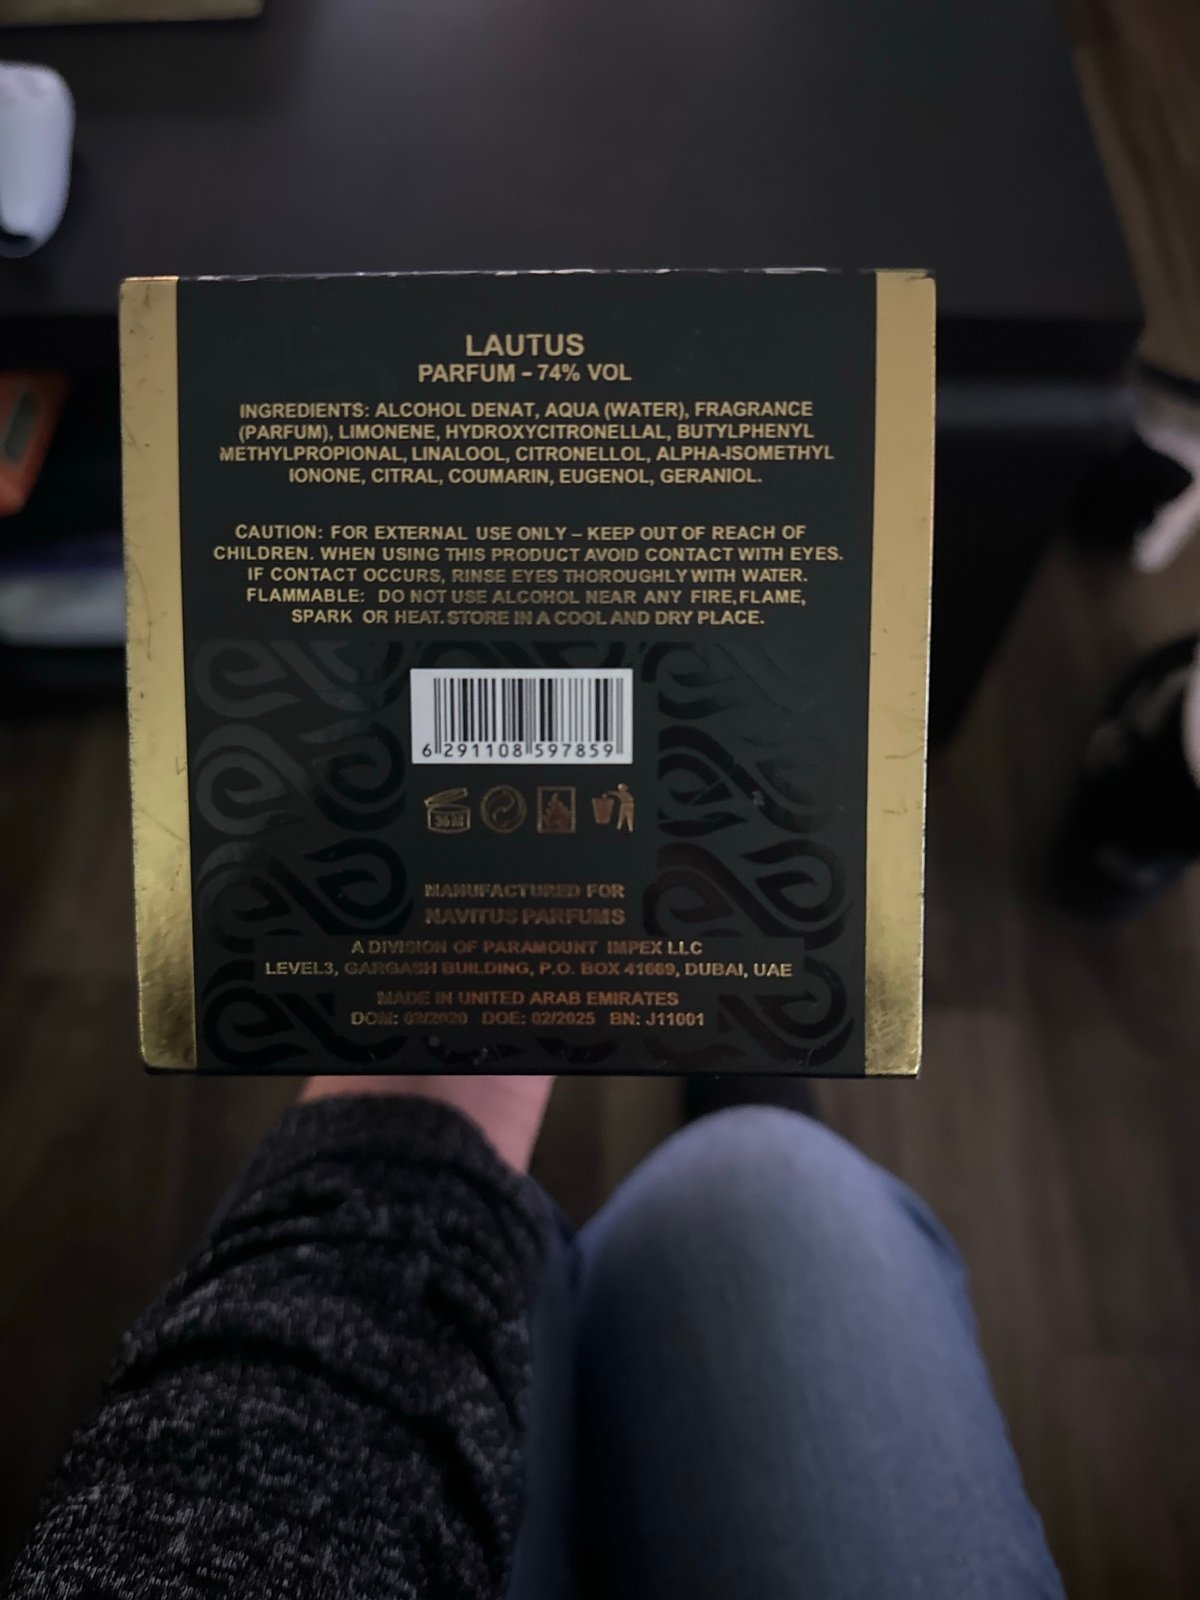 LAUTUS
PARFUM - 74% VOL
INGREDIENTS: ALCOHOL DENAT, AQUA (WATER), FRAGRANCE
(PARFUM), LIMONENE, HYDROXYCITRONELLAL, BUTYLPHENYL
METHYLPROPIONAL, LINALOOL, CITRONELLOL, ALPHA-ISOMETHYL
IONONE, CITRAL, COUMARIN, EUGENOL, GERANIOL.
CAUTION: FOR EXTERNAL USE ONLY – KEEP OUT OF REACH OF
CHILDREN. WHEN USING THIS PRODUCT AVOID CONTACT WITH EYES.
IF CONTACT OCCURS, RINSE EYES THOROUGHLY WITH WATER.
FLAMMABLE: DO NOT USE ALCOHOL NEAR ANY FIRE,FLAME,
SPARK OR HEAT. STORE IN A COOL AND DRY PLACE.
6 291108 597859
36 M
MANUFACTURED FOR
NAVITUS PARFUMS
A DIVISION OF PARAMOUNT IMPEX LLC
LEVEL3, GARGASH BUILDING, P.O. BOX 41669, DUBAI, UAE
MADE IN UNITED ARAB EMIRATES
DOM: 02/2020 DOE: 02/2025 BN: J11001